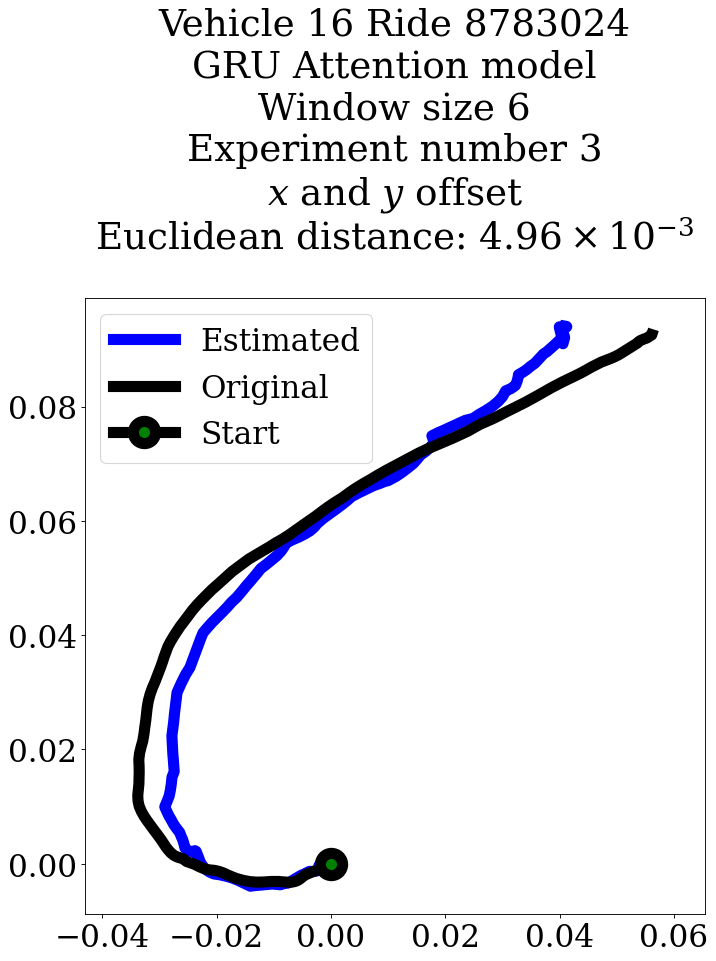 Vehicle 16 Ride 8783024
GRU Attention model
Window size 6
Experiment number 3
x and y offset
Euclidean distance: 4.96 × 10⁻³
Estimated
Original
Start
0.08
0.06
0.04
0.02
0.00
−0.04 −0.02 0.00 0.02 0.04 0.06